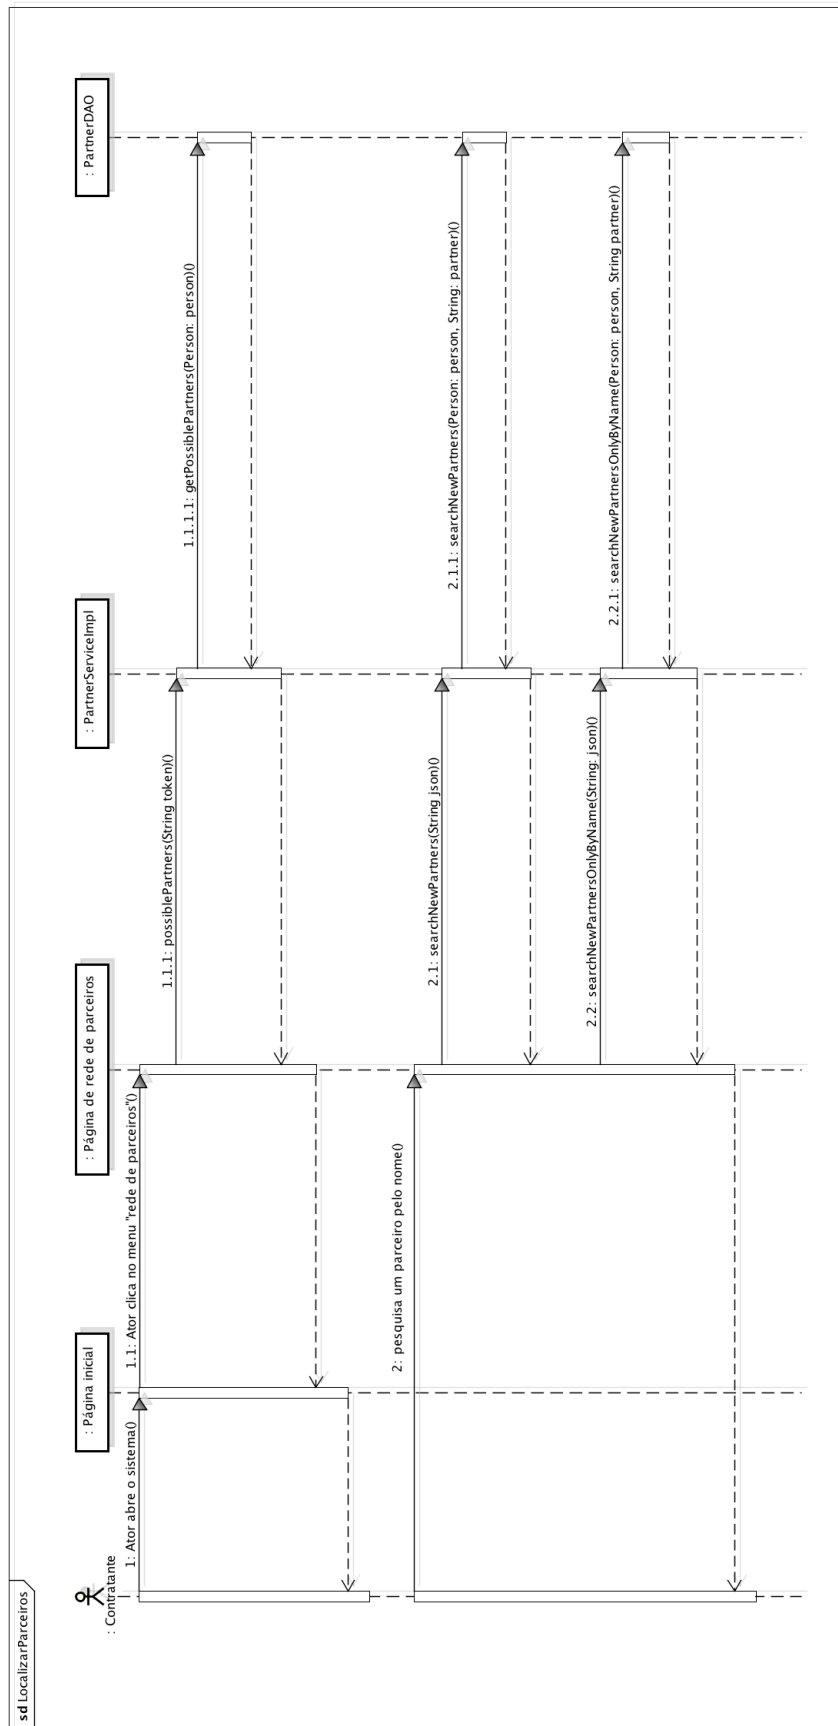 sd LocalizarParceiros
: Contratante
: Página inicial
: Página de rede de parceiros
: PartnerServiceImpl
: PartnerDAO
1: Ator abre o sistema()
1.1: Ator clica no menu "rede de parceiros"()
1.1.1: possiblePartners(String token)()
1.1.1.1: getPossiblePartners(Person: person)()
2: pesquisa um parceiro pelo nome()
2.1: searchNewPartners(String json)()
2.1.1: searchNewPartners(Person: person, String: partner)()
2.2: searchNewPartnersOnlyByName(String: json)()
2.2.1: searchNewPartnersOnlyByName(Person: person, String partner)()